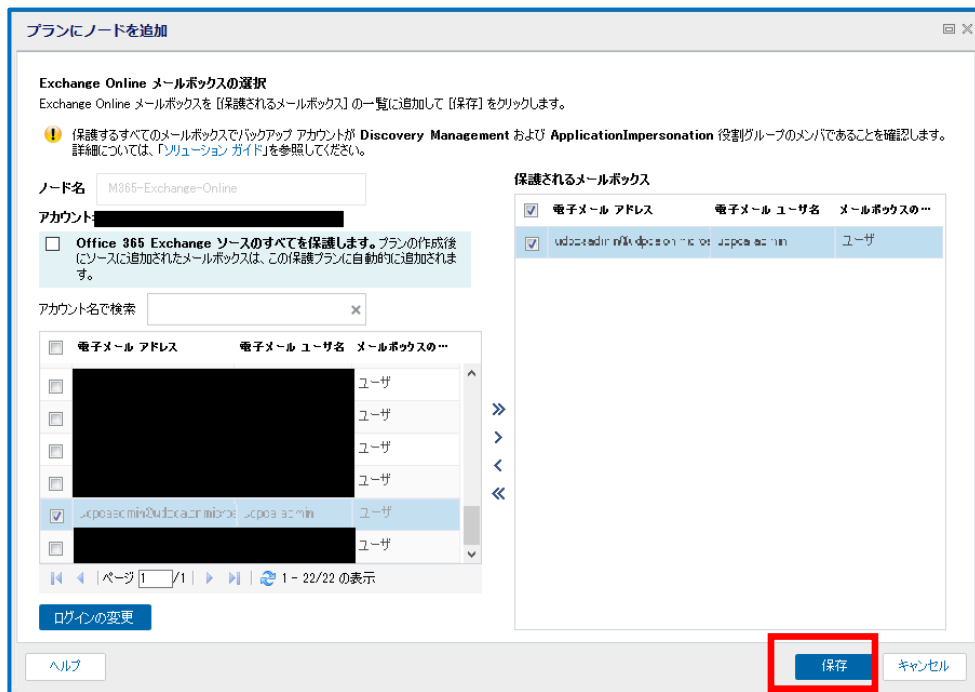 プランにノードを追加
Exchange Online メールボックスの選択
Exchange Online メールボックスを [[保護されるメールボックス] の一覧に追加して [[保存] をクリックします。
保護するすべてのメールボックスでバックアップ アカウントが Discovery Management および ApplicationImpersonation 役割グループのメンバであることを確認します。
詳細については、「ソリューション ガイド」を参照してください。
ノード名 M365-Exchange-Online
アカウント:
Office 365 Exchange ソースのすべてを保護します。プランの作成後
にソースに追加されたメールボックスは、この保護プランに自動的に追加されま
す。
アカウント名で検索
電子メール アドレス 電子メール ユーザ名 メールボックスの…
ユーザ
ユーザ
ユーザ
ユーザ
ユーザ
ユーザ
ページ 1 /1 1 - 22/22 の表示
ログインの変更
保護されるメールボックス
電子メール アドレス 電子メール ユーザ名 メールボックスの…
ユーザ
ヘルプ 保存 キャンセル